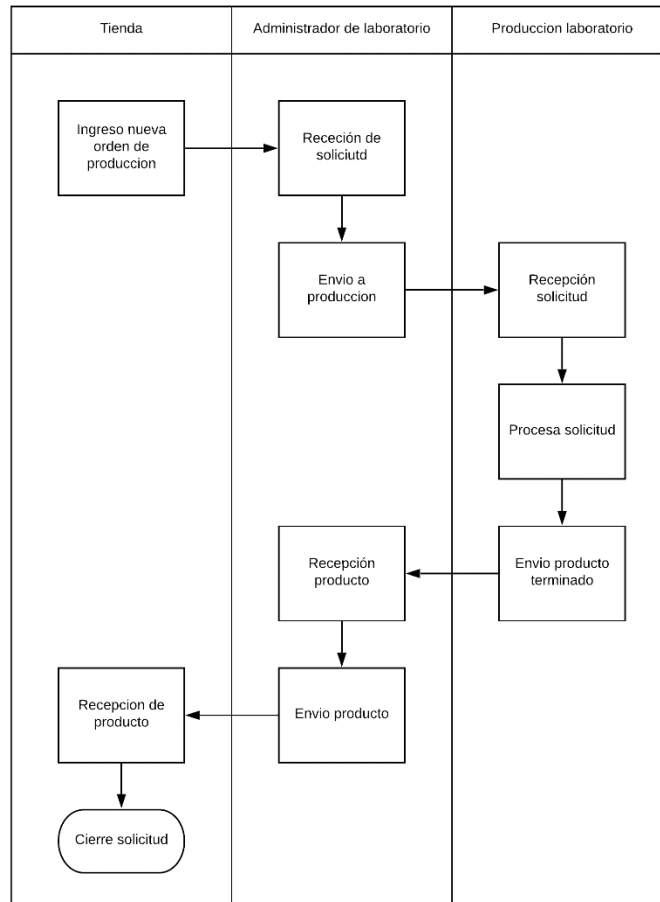 Tienda
Administrador de laboratorio
Produccion laboratorio
Ingreso nueva
orden de
produccion
Receción de
soliciutd
Envio a
produccion
Recepción
solicitud
Procesa solicitud
Envio producto
terminado
Recepción
producto
Envio producto
Recepcion de
producto
Cierre solicitud